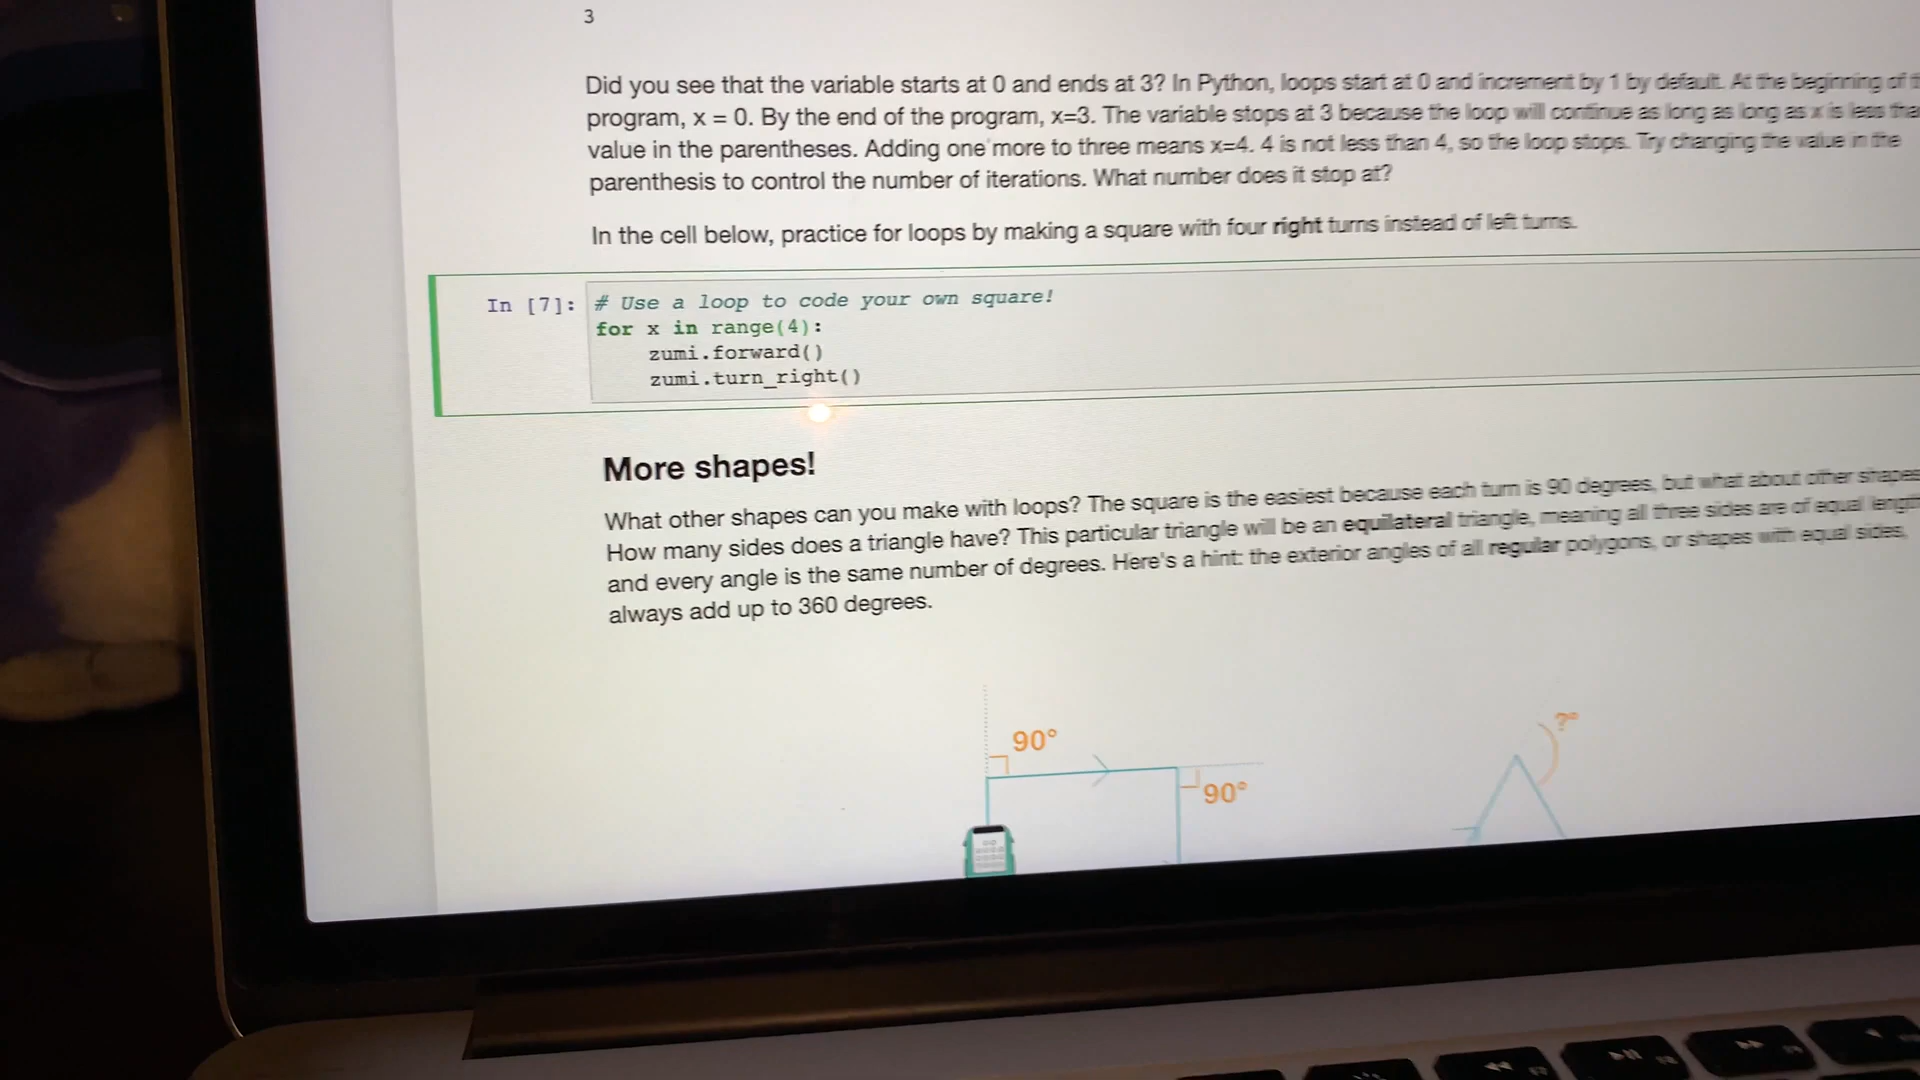 3
Did you see that the variable starts at 0 and ends at 3? In Python, loops start at 0 and increment by 1 by default. At the beginning of
program, x = 0. By the end of the program, x=3. The variable stops at 3 because the loop will continue as long as long as x is less
value in the parentheses. Adding one more to three means x=4. 4 is not less than 4, so the loop stops. Try changing the value in the
parenthesis to control the number of iterations. What number does it stop at?
In the cell below, practice for loops by making a square with four right turns instead of left turns.
In [7]: # Use a loop to code your own square!
for x in range(4):
zumi.forward()
zumi.turn_right()
More shapes!
What other shapes can you make with loops? The square is the easiest because each turn is 90 degrees, but what about other shapes
How many sides does a triangle have? This particular triangle will be an equilateral triangle, meaning all three sides are of equal
and every angle is the same number of degrees. Here's a hint: the exterior angles of all regular polygons, or shapes with equal sides,
always add up to 360 degrees.
?°
90°
90°